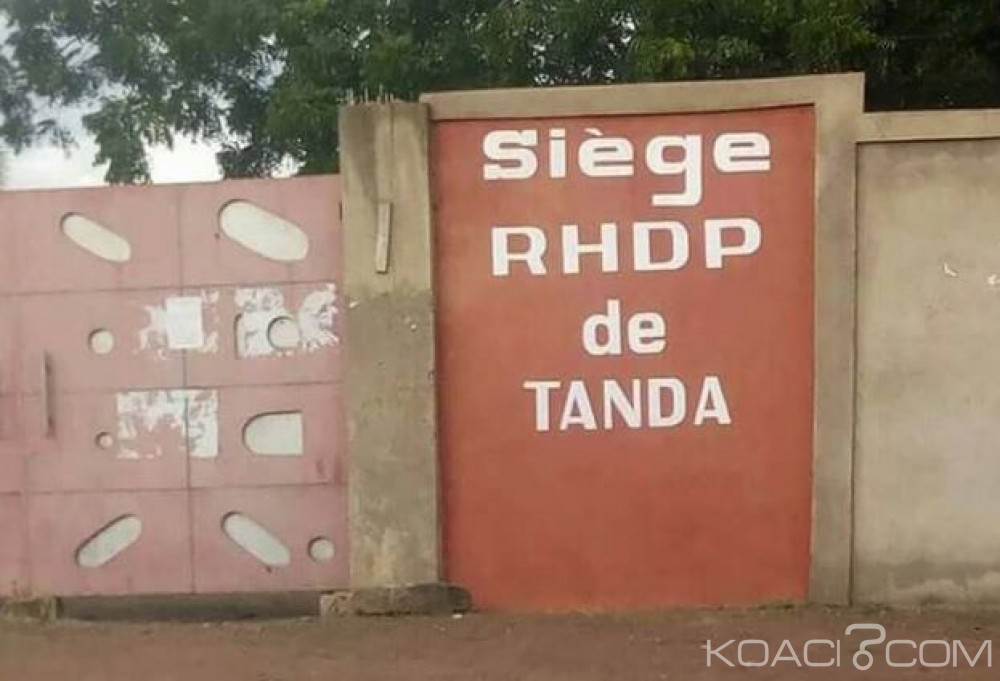 Siège
RHDP
de
TANDA
KOACI?COM